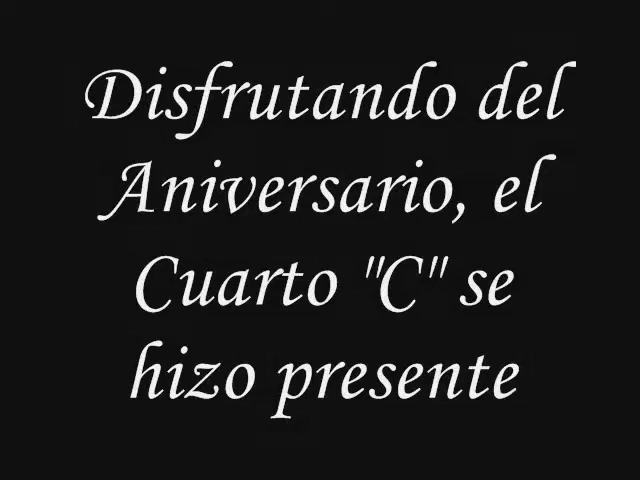 Disfrutando del
Aniversario, el
Cuarto "C" se
hizo presente